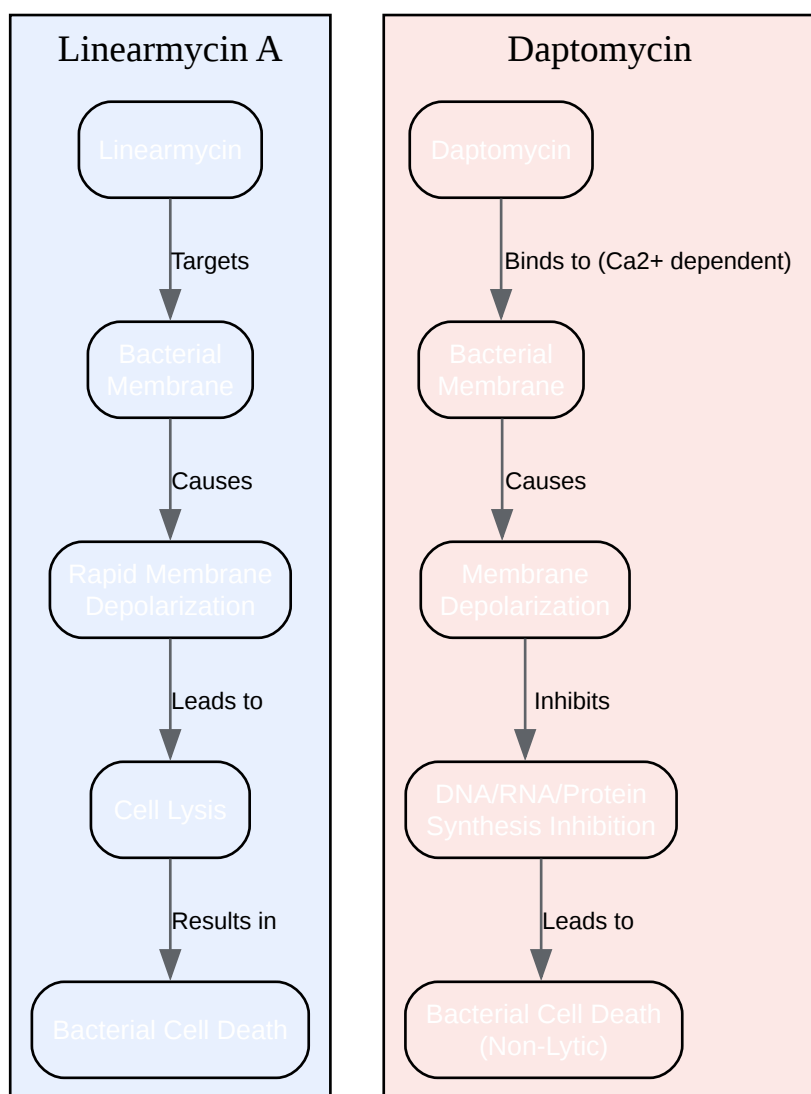 Linearmycin A
Linearmycin
Targets
Bacterial
Membrane
Causes
Rapid Membrane
Depolarization
Leads to
Cell Lysis
Results in
Bacterial Cell Death
Daptomycin
Daptomycin
Binds to (Ca2+ dependent)
Bacterial
Membrane
Causes
Membrane
Depolarization
Inhibits
DNA/RNA/Protein
Synthesis Inhibition
Leads to
Bacterial Cell Death
(Non-Lytic)